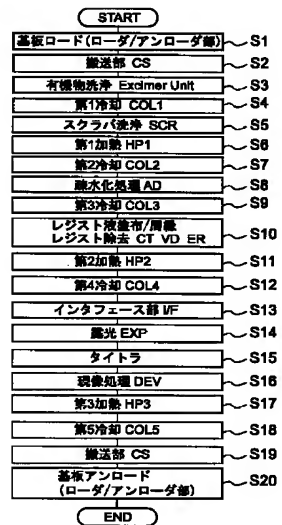 START
基板ロード(ローダ/アンローダ部) S1
搬送部 CS S2
有機物洗浄 Excimer Unit S3
第1冷却 COL1 S4
スクラバ洗浄 SCR S5
第1加熱 HP1 S6
第2冷却 COL2 S7
疎水化処理 AD S8
第3冷却 COL3 S9
レジスト液塗布/周縁
レジスト除去 CT VD ER S10
第2加熱 HP2 S11
第4冷却 COL4 S12
インタフェース部 I/F S13
露光 EXP S14
タイトラ S15
現像処理 DEV S16
第3加熱 HP3 S17
第5冷却 COL5 S18
搬送部 CS S19
基板アンロード
(ローダ/アンローダ部) S20
END